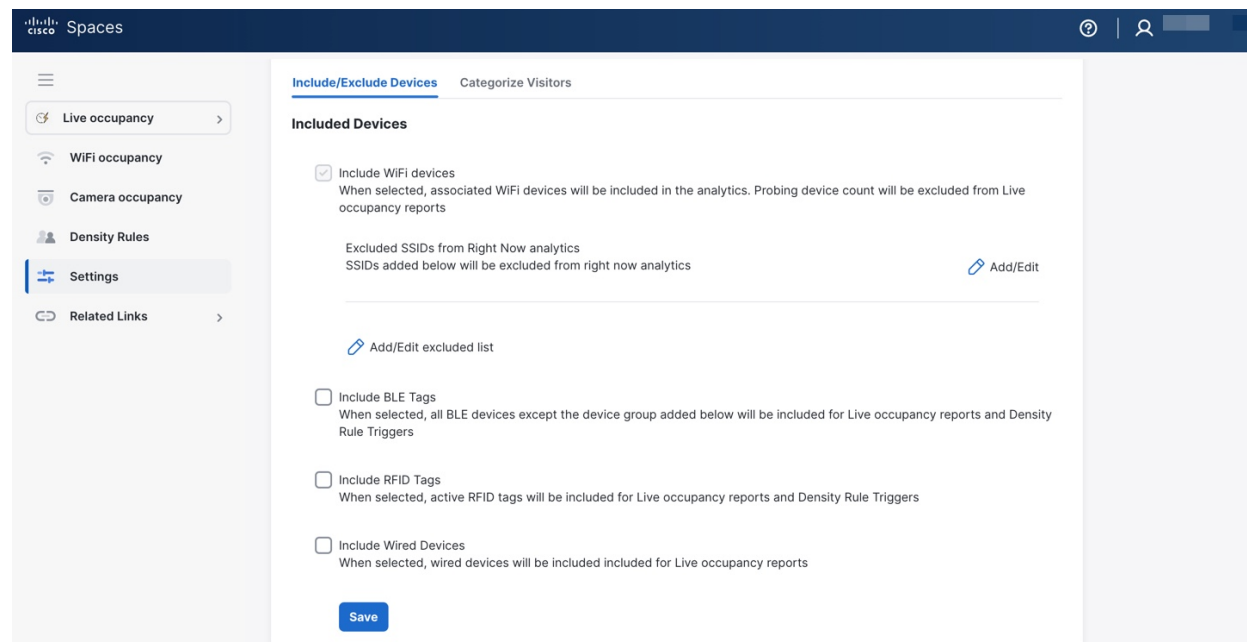 cisco Spaces
Include/Exclude Devices Categorize Visitors
Live occupancy
WiFi occupancy
Camera occupancy
Density Rules
Settings
Related Links
Included Devices
Include WiFi devices
When selected, associated WiFi devices will be included in the analytics. Probing device count will be excluded from Live
occupancy reports
Excluded SSIDs from Right Now analytics
SSIDs added below will be excluded from right now analytics
Add/Edit
Add/Edit excluded list
Include BLE Tags
When selected, all BLE devices except the device group added below will be included for Live occupancy reports and Density
Rule Triggers
Include RFID Tags
When selected, active RFID tags will be included for Live occupancy reports and Density Rule Triggers
Include Wired Devices
When selected, wired devices will be included included for Live occupancy reports
Save